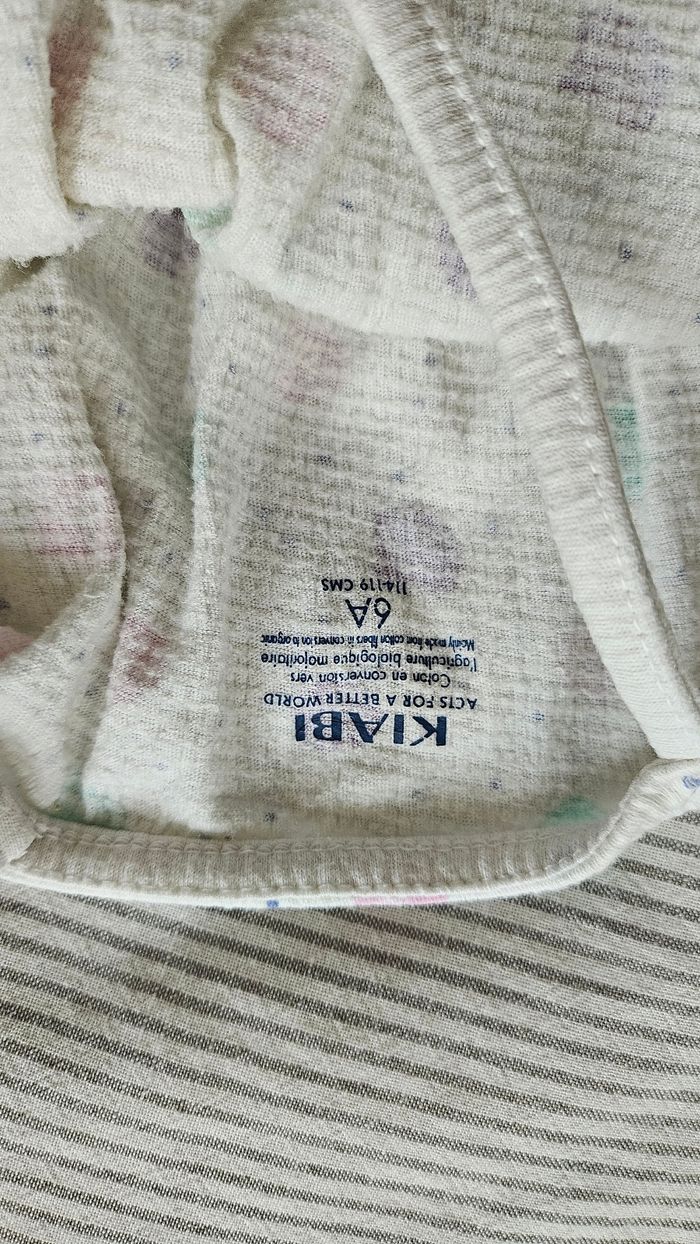 KIABI
ACTS FOR A BETTER WORLD
Coton en conversion vers
l'agriculture biologique majoritaire
Mainly made from cotton fibers in conversion to organic
6A
114-119 CMS